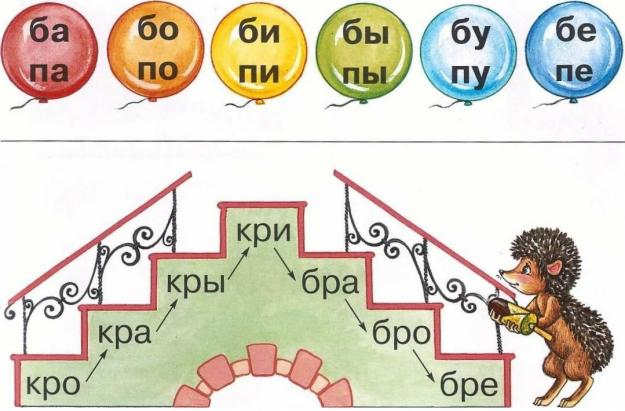 ба бо би бы бу бе
па по пи пы пу пе
кри
кры бра
кра бро
кро бре